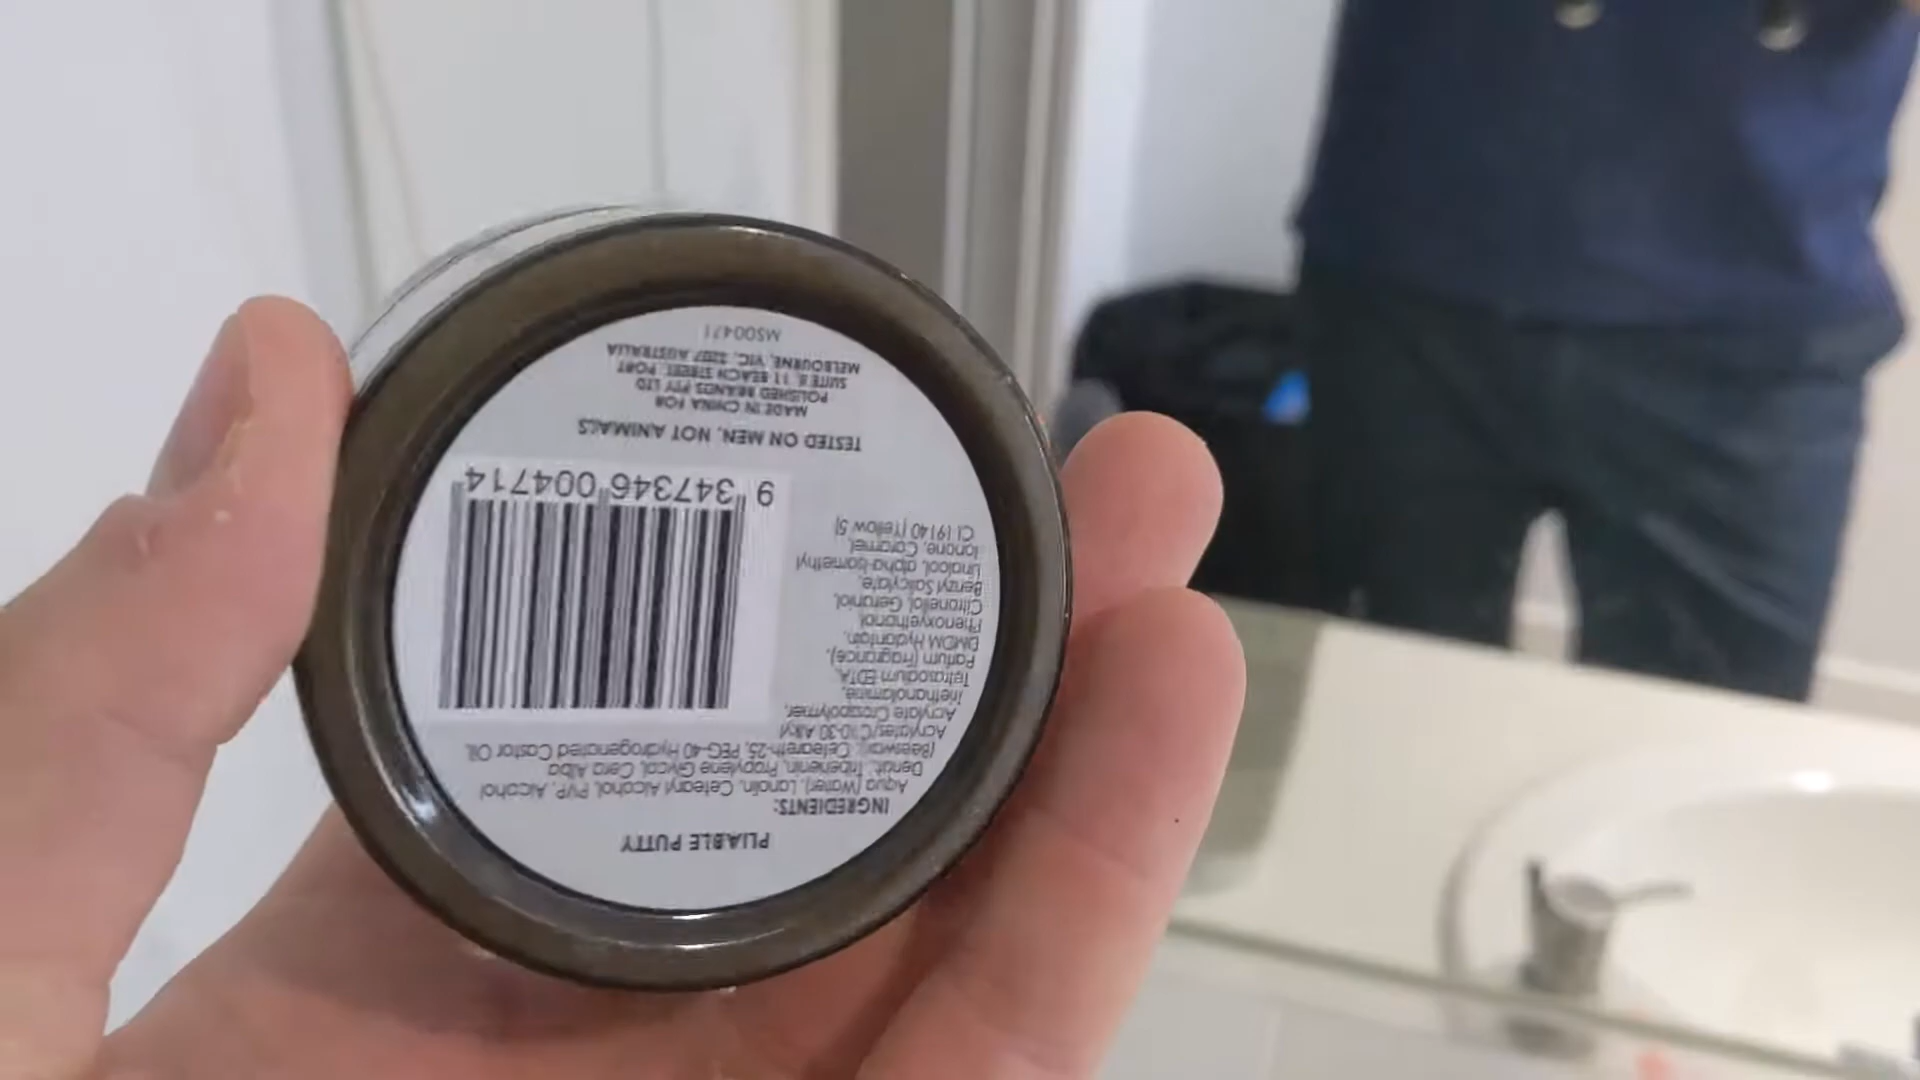 PLIABLE PUTTY
INGREDIENTS:
Aqua (Water), Lanolin, Cetearyl Alcohol, PVP, Alcohol
Denat., Tribehenin, Propylene Glycol, Cera Alba
(Beeswax), Ceteareth-25, PEG-40 Hydrogenated Castor Oil,
Acrylates/C10-30 Alkyl
Acrylate Crosspolymer,
Triethanolamine,
Tetrasodium EDTA,
Parfum (Fragrance),
DMDM Hydantoin,
Phenoxyethanol,
Citronellol, Geraniol,
Benzyl Salicylate,
Linalool, alpha-Isomethyl
Ionone, Caramel,
CI 19140 (Yellow 5)
9 347346 004714
TESTED ON MEN, NOT ANIMALS
MADE IN CHINA FOR
POLISHED BRANDS PTY LTD
SUITE 11 BEACH STREET, PORT
MELBOURNE, VIC, 3207 AUSTRALIA
MS00471